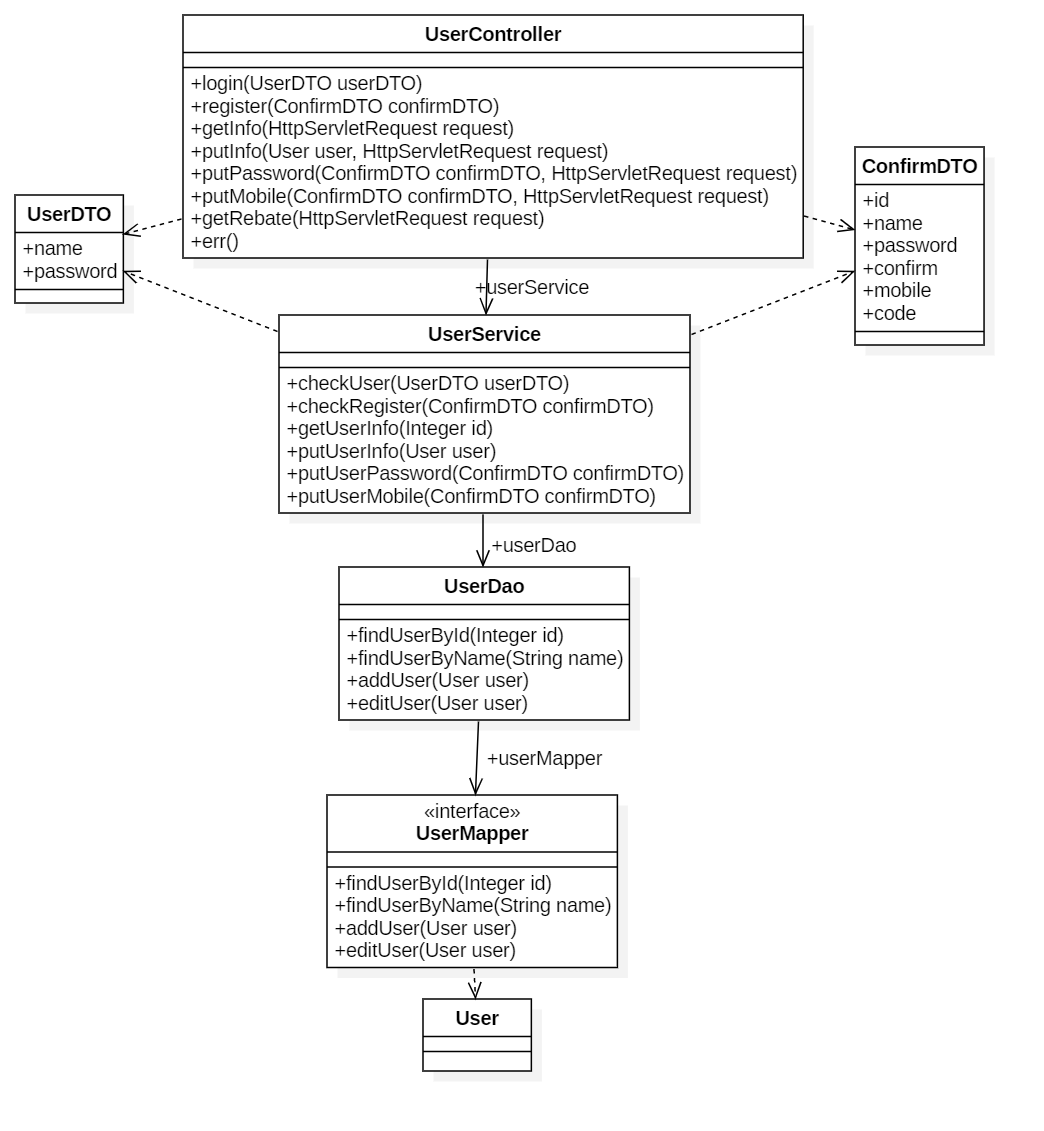 UserController
+login(UserDTO userDTO)
+register(ConfirmDTO confirmDTO)
+getInfo(HttpServletRequest request)
+putInfo(User user, HttpServletRequest request)
+putPassword(ConfirmDTO confirmDTO, HttpServletRequest request)
+putMobile(ConfirmDTO confirmDTO, HttpServletRequest request)
+getRebate(HttpServletRequest request)
+err()
UserDTO
+name
+password
ConfirmDTO
+id
+name
+password
+confirm
+mobile
+code
+userService
UserService
+checkUser(UserDTO userDTO)
+checkRegister(ConfirmDTO confirmDTO)
+getUserInfo(Integer id)
+putUserInfo(User user)
+putUserPassword(ConfirmDTO confirmDTO)
+putUserMobile(ConfirmDTO confirmDTO)
+userDao
UserDao
+findUserById(Integer id)
+findUserByName(String name)
+addUser(User user)
+editUser(User user)
+userMapper
«interface»
UserMapper
+findUserById(Integer id)
+findUserByName(String name)
+addUser(User user)
+editUser(User user)
User